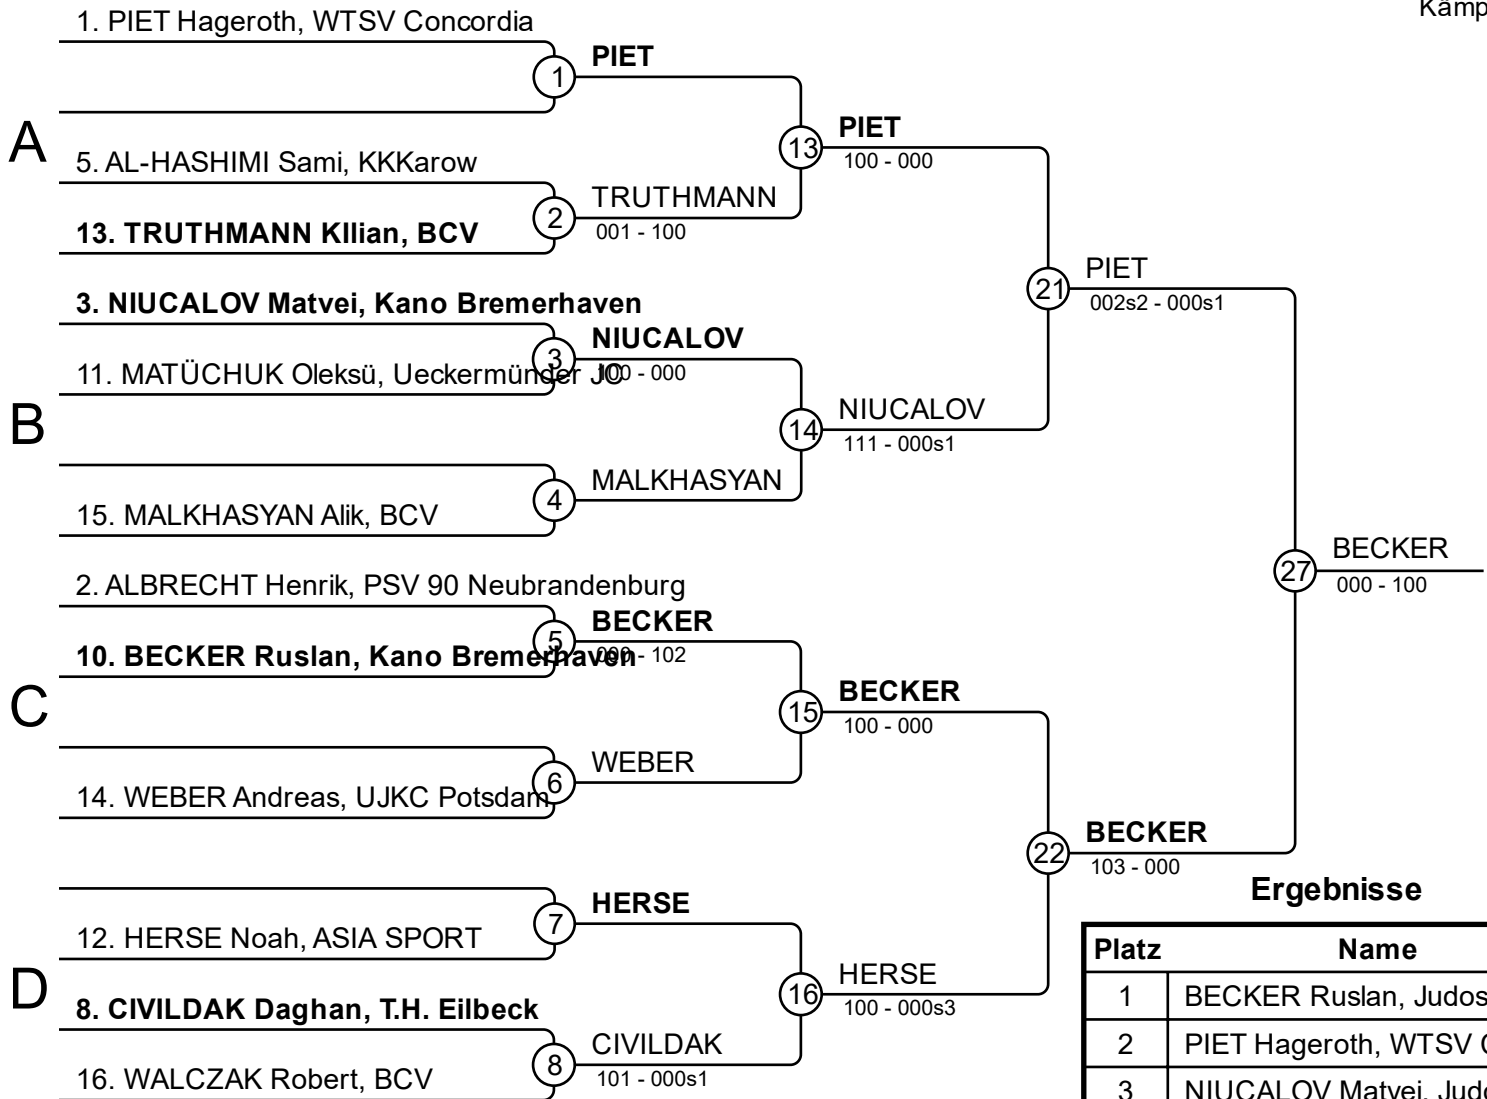 Kämp
1. PIET Hageroth, WTSV Concordia
1
PIET
A
5. AL-HASHIMI Sami, KKKarow
13
PIET
100 - 000
2
TRUTHMANN
001 - 100
13. TRUTHMANN KIlian, BCV
21
PIET
002s2 - 000s1
3. NIUCALOV Matvei, Kano Bremerhaven
3
NIUCALOV
100 - 000
11. MATÜCHUK Oleksü, Ueckermünder JC
B
14
NIUCALOV
111 - 000s1
4
MALKHASYAN
15. MALKHASYAN Alik, BCV
27
BECKER
000 - 100
2. ALBRECHT Henrik, PSV 90 Neubrandenburg
5
BECKER
000 - 102
10. BECKER Ruslan, Kano Bremerhaven
C
15
BECKER
100 - 000
6
WEBER
14. WEBER Andreas, UJKC Potsdam
22
BECKER
103 - 000
7
HERSE
12. HERSE Noah, ASIA SPORT
D
16
HERSE
100 - 000s3
8. CIVILDAK Daghan, T.H. Eilbeck
8
CIVILDAK
101 - 000s1
16. WALCZAK Robert, BCV
Ergebnisse
Platz Name
1 BECKER Ruslan, Judos
2 PIET Hageroth, WTSV
3 NIUCALOV Matvei, Judo